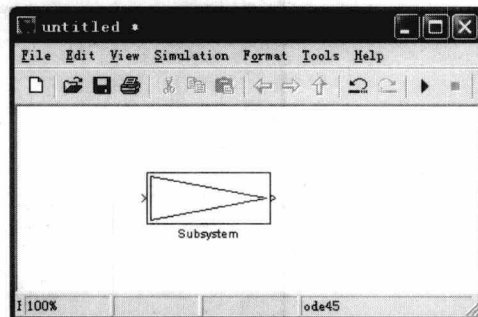 untitled *
File Edit View Simulation Format Tools Help
Subsystem
100% ode45